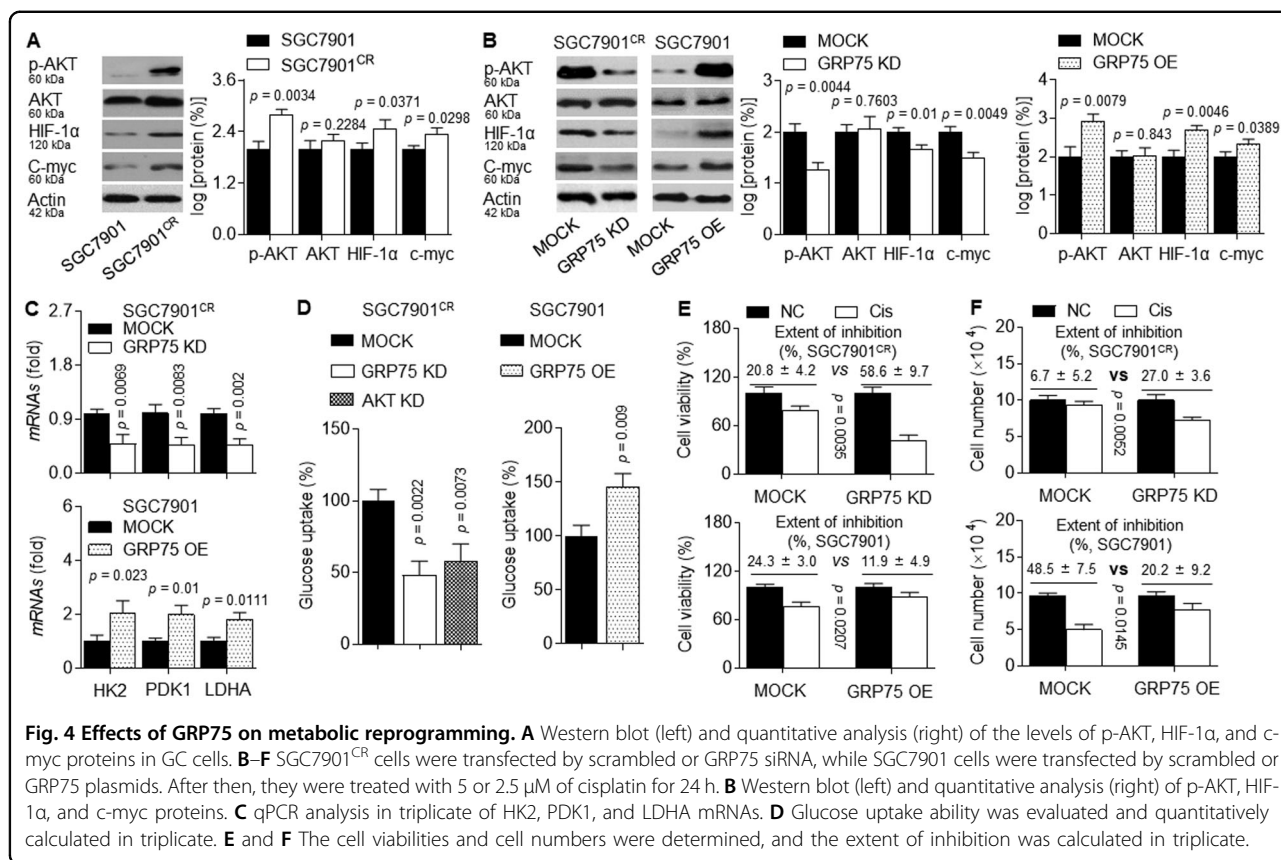 A
p-AKT
60 kDa
AKT
60 kDa
HIF-1α
120 kDa
C-myc
60 kDa
Actin
42 kDa
SGC7901
SGC7901CR
SGC7901
SGC7901CR
log [protein (%)]
3.6
2.4
1.2
0.0
p = 0.0034
p = 0.2284
p = 0.0371
p = 0.0298
p-AKT AKT HIF-1α c-myc
B
SGC7901CR SGC7901
p-AKT
60 kDa
AKT
60 kDa
HIF-1α
120 kDa
C-myc
60 kDa
Actin
42 kDa
MOCK
GRP75 KD
MOCK
GRP75 OE
MOCK
GRP75 KD
log [protein (%)]
3
2
1
0
p = 0.0044
p = 0.7603
p = 0.01
p = 0.0049
p-AKT AKT HIF-1α c-myc
MOCK
GRP75 OE
log [protein (%)]
4
3
2
1
0
p = 0.0079
p = 0.843
p = 0.0046
p = 0.0389
p-AKT AKT HIF-1α c-myc
C
SGC7901CR
MOCK
GRP75 KD
mRNAs (fold)
2.7
1.8
0.9
0.0
p = 0.0069
p = 0.0083
p = 0.002
SGC7901
MOCK
GRP75 OE
mRNAs (fold)
6
4
2
0
p = 0.023
p = 0.01
p = 0.0111
HK2 PDK1 LDHA
D
SGC7901CR
MOCK
GRP75 KD
AKT KD
Glucose uptake (%)
150
100
50
0
p = 0.0022
p = 0.0073
SGC7901
MOCK
GRP75 OE
Glucose uptake (%)
200
150
100
50
0
p = 0.009
E
NC Cis
Cell viability (%)
180
120
60
0
Extent of inhibition
(%, SGC7901CR)
20.8 ± 4.2 vs 58.6 ± 9.7
p = 0.0035
MOCK GRP75 KD
Cell viability (%)
180
120
60
0
Extent of inhibition
(%, SGC7901)
24.3 ± 3.0 vs 11.9 ± 4.9
p = 0.0207
MOCK GRP75 OE
F
NC Cis
Cell number (×10 4)
20
15
10
5
0
Extent of inhibition
(%, SGC7901CR)
6.7 ± 5.2 vs 27.0 ± 3.6
p = 0.0052
MOCK GRP75 KD
Cell number (×10 4)
20
15
10
5
0
Extent of inhibition
(%, SGC7901)
48.5 ± 7.5 vs 20.2 ± 9.2
p = 0.0145
MOCK GRP75 OE
Fig. 4 Effects of GRP75 on metabolic reprogramming. A Western blot (left) and quantitative analysis (right) of the levels of p-AKT, HIF-1α, and c-
myc proteins in GC cells. B–F SGC7901CR cells were transfected by scrambled or GRP75 siRNA, while SGC7901 cells were transfected by scrambled or
GRP75 plasmids. After then, they were treated with 5 or 2.5 μM of cisplatin for 24 h. B Western blot (left) and quantitative analysis (right) of p-AKT, HIF-
1α, and c-myc proteins. C qPCR analysis in triplicate of HK2, PDK1, and LDHA mRNAs. D Glucose uptake ability was evaluated and quantitatively
calculated in triplicate. E and F The cell viabilities and cell numbers were determined, and the extent of inhibition was calculated in triplicate.